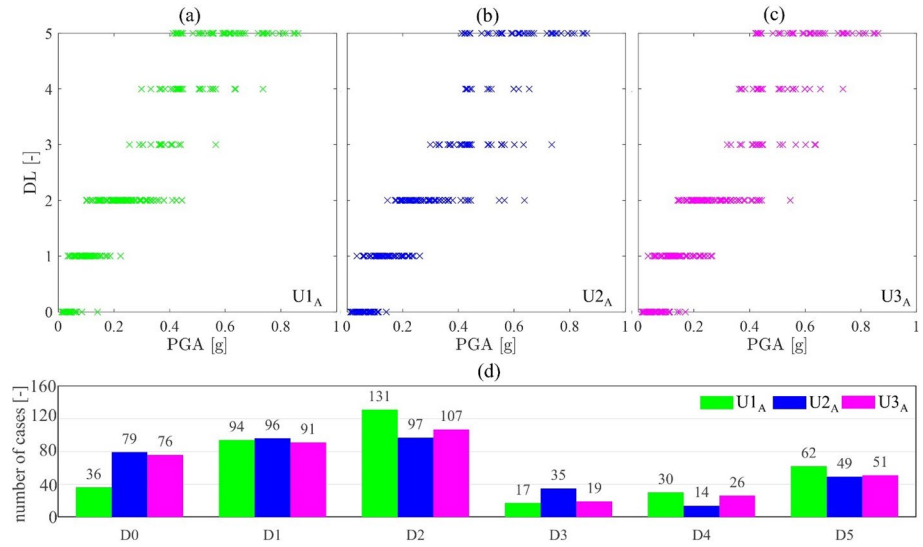 (a) (b) (c)
DL [-]
5
4
3
2
1
0
U1A U2A U3A
0 0.2 0.4 0.6 0.8 1 0 0.2 0.4 0.6 0.8 1 0 0.2 0.4 0.6 0.8 1
PGA [g] PGA [g] PGA [g]
(d)
number of cases [-]
160
120
80
40
0
U1A U2A U3A
36 79 76
94 96 91
131 97 107
17 35 19
30 14 26
62 49 51
D0 D1 D2 D3 D4 D5